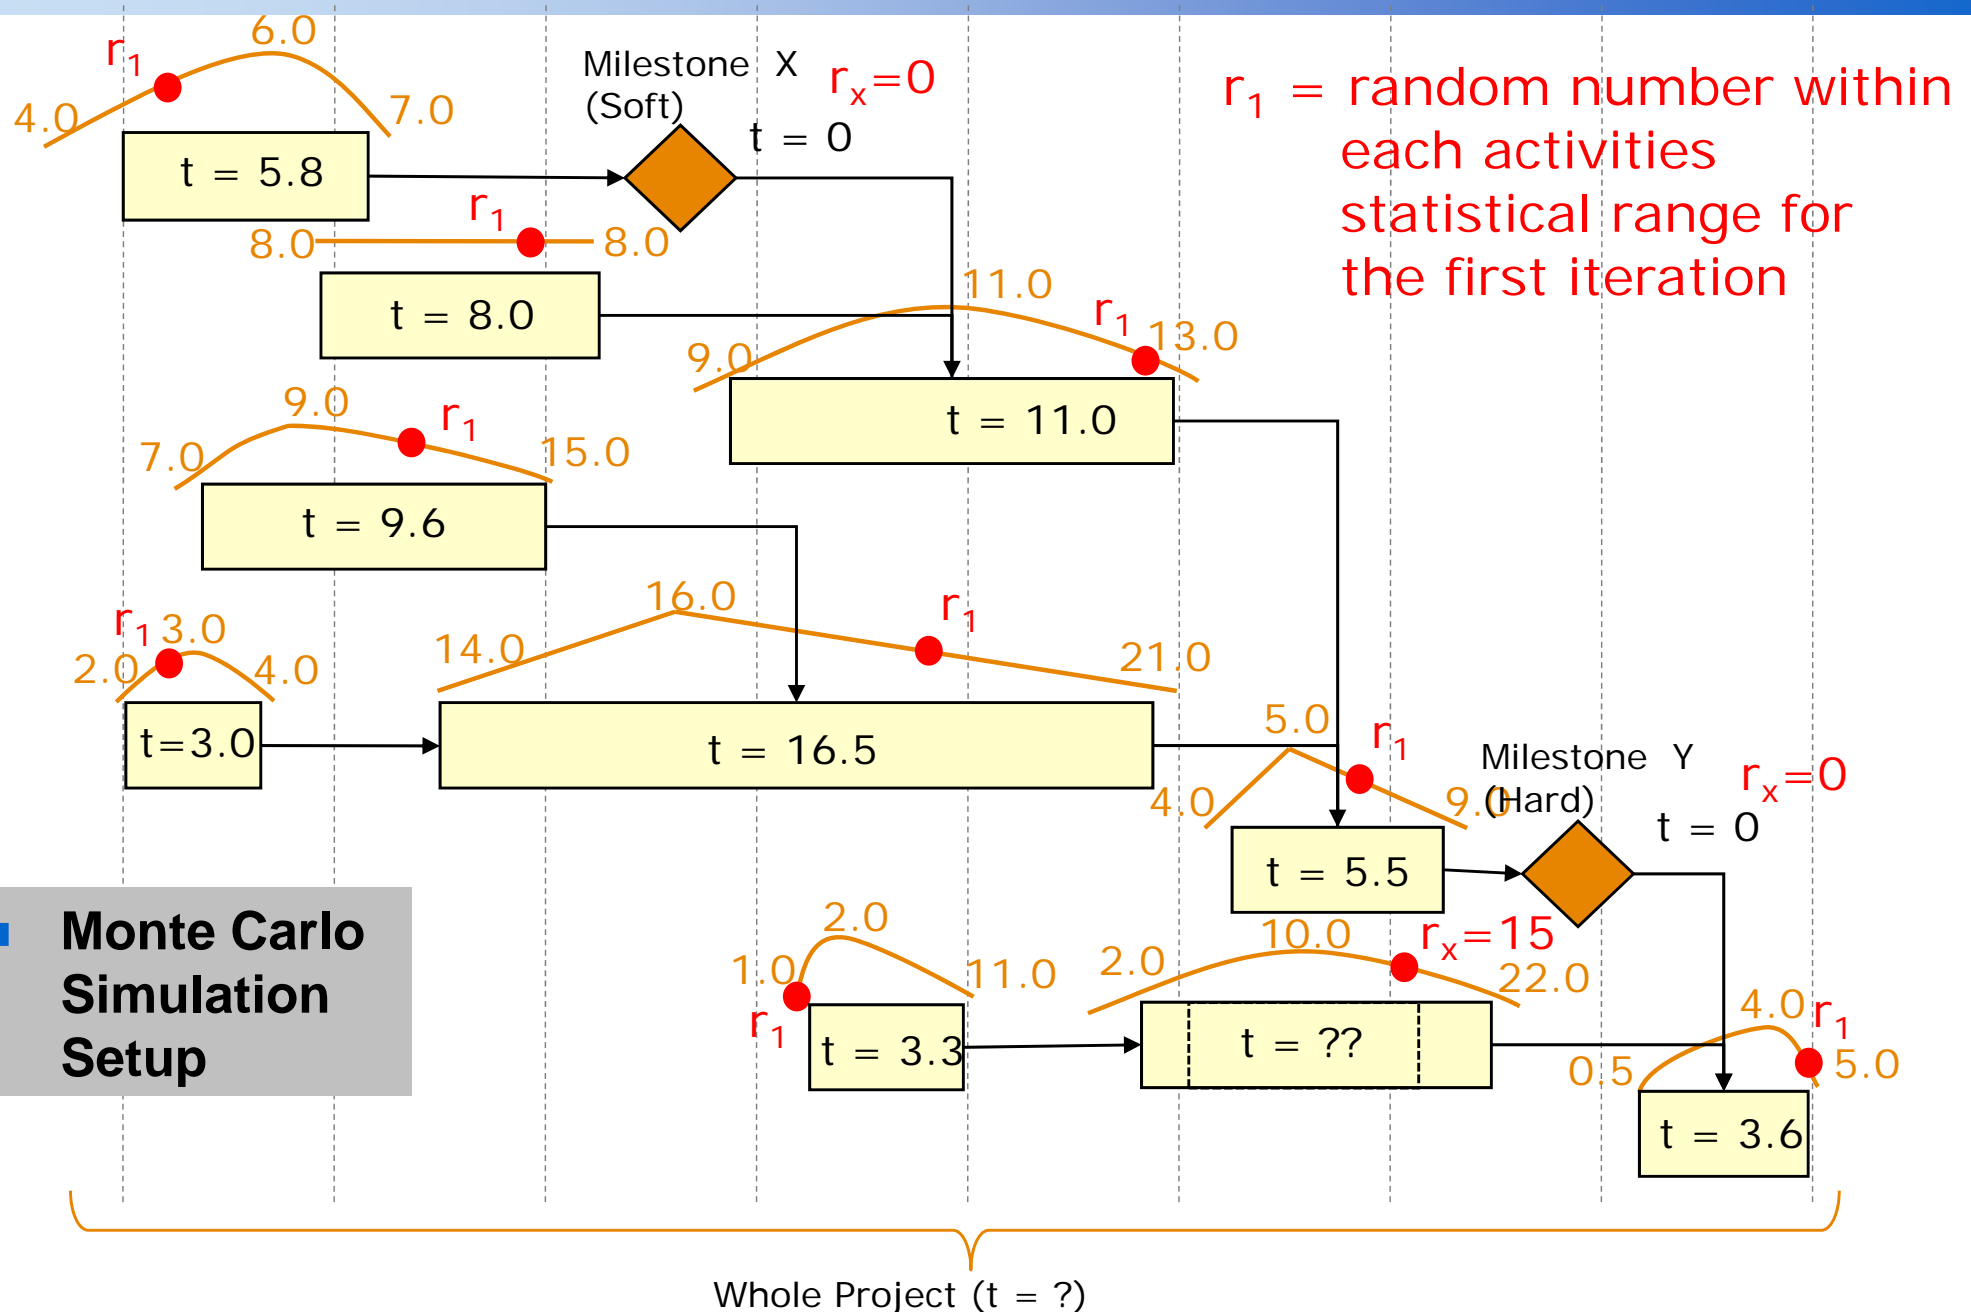 6.0
r1
Milestone X
(Soft)
rx=0
t = 0
4.0
7.0
t = 5.8
r1 = random number within
each activities
statistical range for
the first iteration
r1
8.0
8.0
t = 8.0
11.0
r1
9.0
13.0
t = 11.0
9.0
r1
7.0
15.0
t = 9.6
16.0
r1
14.0
21.0
r1
3.0
2.0
4.0
t=3.0
t = 16.5
5.0
r1
4.0
9.0
Milestone Y
(Hard)
rx=0
t = 0
t = 5.5
Monte Carlo
Simulation
Setup
2.0
1.0
11.0
r1
t = 3.3
10.0
rx=15
2.0
22.0
t = ??
4.0
r1
0.5
5.0
t = 3.6
Whole Project (t = ?)